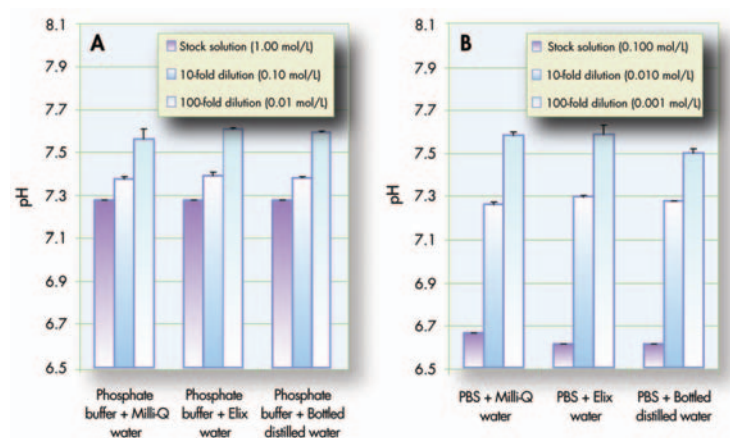 A
Stock solution (1.00 mol/L)
10-fold dilution (0.10 mol/L)
100-fold dilution (0.01 mol/L)
pH
8.1
7.9
7.7
7.5
7.3
7.1
6.9
6.7
6.5
Phosphate
buffer + Milli-Q
water
Phosphate
buffer + Elix
water
Phosphate
buffer + Bottled
distilled water
B
Stock solution (0.100 mol/L)
10-fold dilution (0.010 mol/L)
100-fold dilution (0.001 mol/L)
pH
8.1
7.9
7.7
7.5
7.3
7.1
6.9
6.7
6.5
PBS + Milli-Q
water
PBS + Elix
water
PBS + Bottled
distilled water